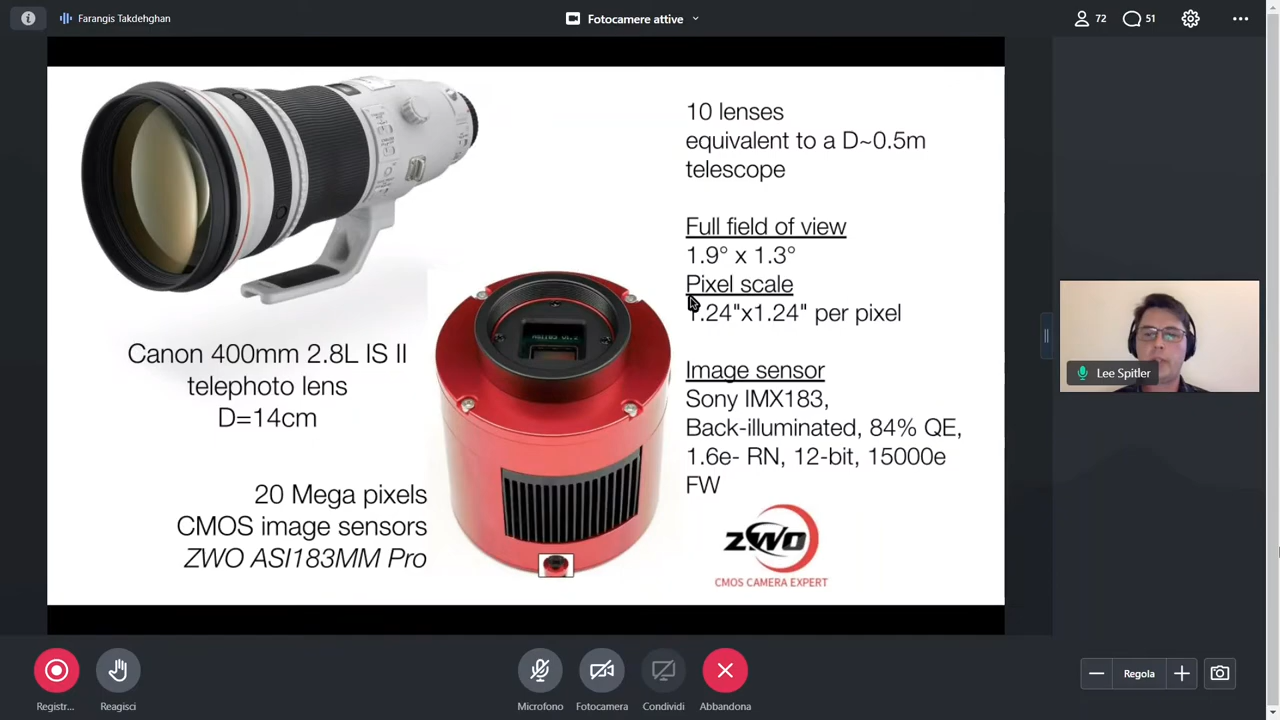 Farangis Takdehghan
Fotocamere attive
72
51
10 lenses
equivalent to a D~0.5m
telescope
Full field of view
1.9° x 1.3°
Pixel scale
1.24"x1.24" per pixel
Image sensor
Sony IMX183,
Back-illuminated, 84% QE,
1.6e- RN, 12-bit, 15000e
FW
Canon 400mm 2.8L IS II
telephoto lens
D=14cm
20 Mega pixels
CMOS image sensors
ZWO ASI183MM Pro
ZWO
CMOS CAMERA EXPERT
Lee Spitler
Registr...
Reagisci
Microfono
Fotocamera
Condividi
Abbandona
Regola